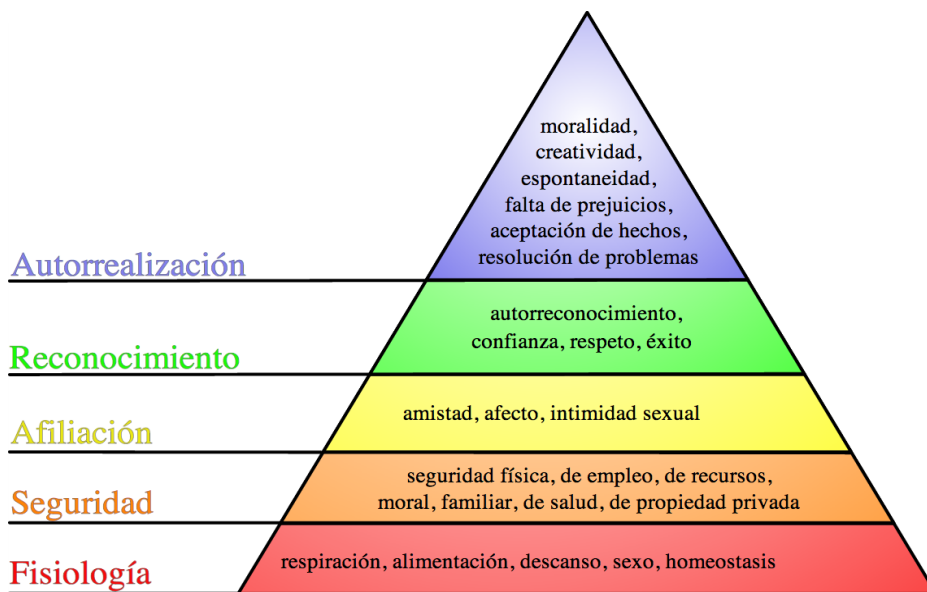 moralidad,
creatividad,
espontaneidad,
falta de prejuicios,
aceptación de hechos,
resolución de problemas
Autorrealización
autorreconocimiento,
confianza, respeto, éxito
Reconocimiento
amistad, afecto, intimidad sexual
Afiliación
seguridad física, de empleo, de recursos,
moral, familiar, de salud, de propiedad privada
Seguridad
respiración, alimentación, descanso, sexo, homeostasis
Fisiología